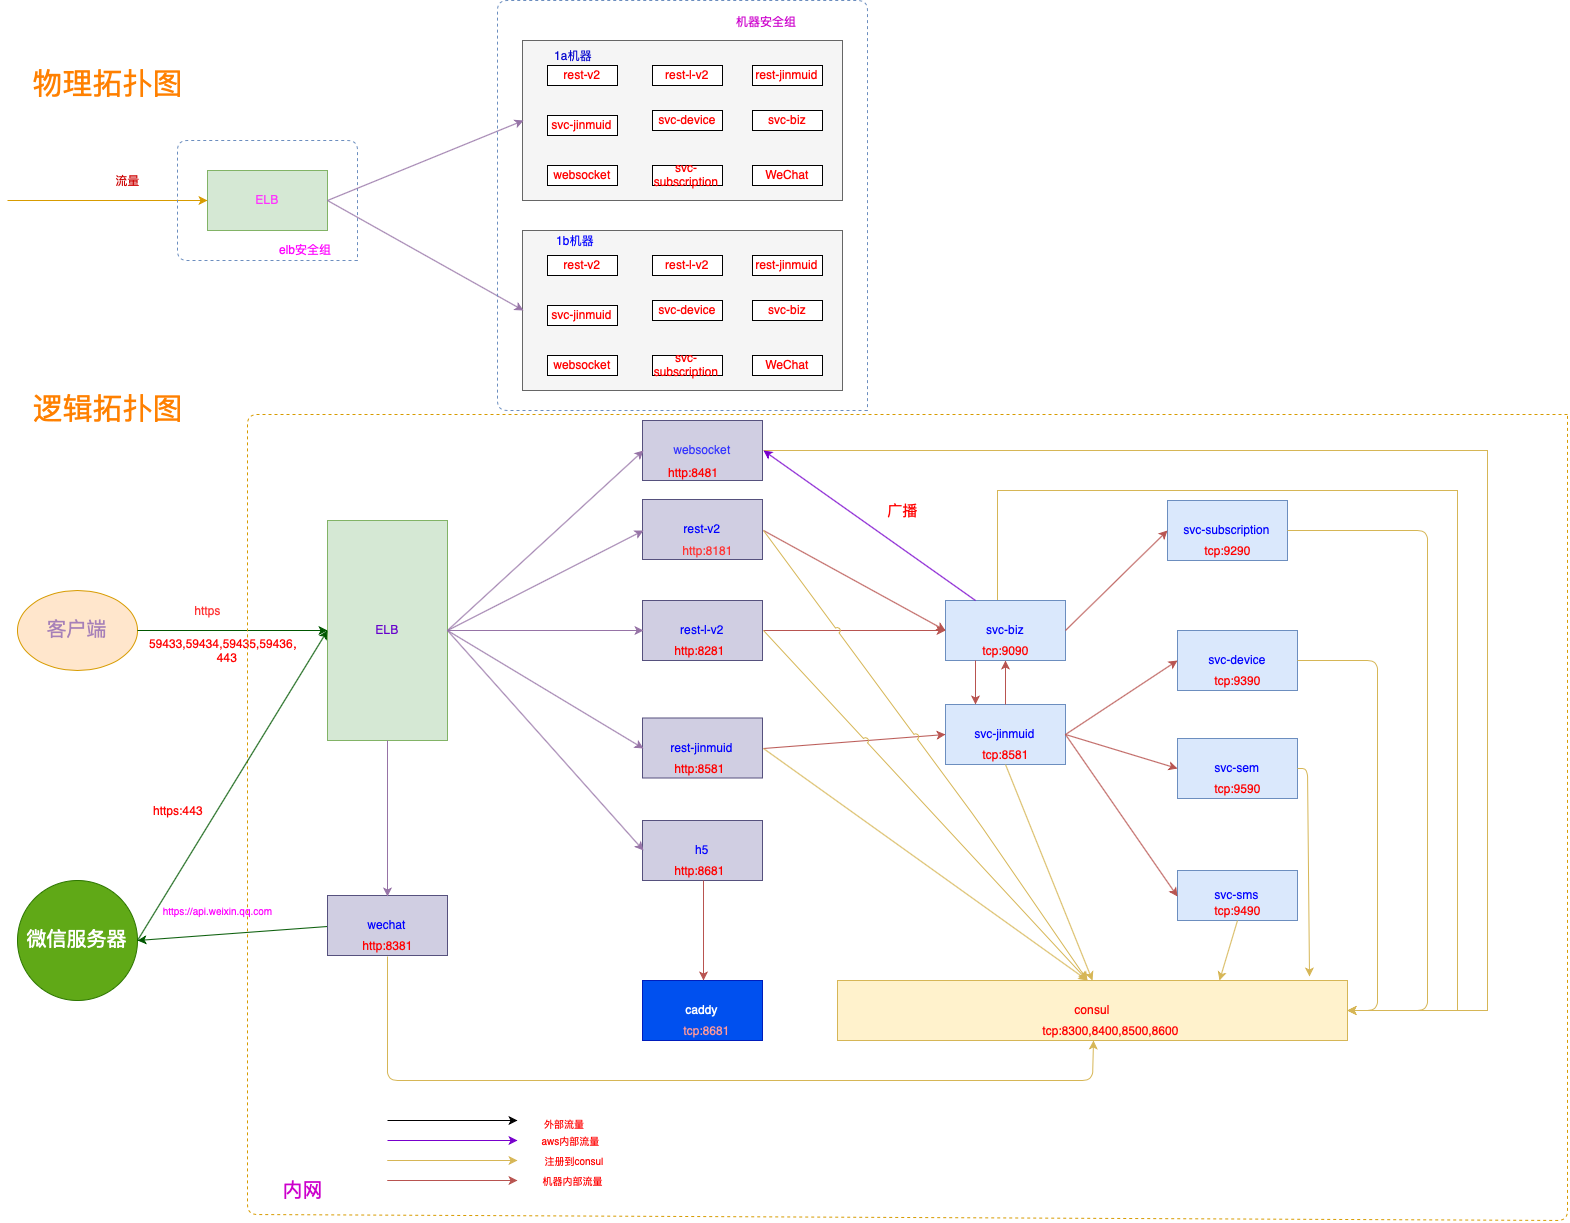 物理拓扑图
流量
ELB
elb安全组
机器安全组
1a机器
rest-v2
rest-l-v2
rest-jinmuid
svc-jinmuid
svc-device
svc-biz
websocket
svc-
subscription
WeChat
1b机器
rest-v2
rest-l-v2
rest-jinmuid
svc-jinmuid
svc-device
svc-biz
websocket
svc-
subscription
WeChat
逻辑拓扑图
客户端
https
59433,59434,59435,59436,
443
ELB
https:443
微信服务器
https://api.weixin.qq.com
wechat
http:8381
websocket
http:8481
rest-v2
http:8181
rest-l-v2
http:8281
rest-jinmuid
http:8581
h5
http:8681
caddy
tcp:8681
广播
svc-biz
tcp:9090
svc-jinmuid
tcp:8581
svc-subscription
tcp:9290
svc-device
tcp:9390
svc-sem
tcp:9590
svc-sms
tcp:9490
consul
tcp:8300,8400,8500,8600
外部流量
aws内部流量
注册到consul
机器内部流量
内网